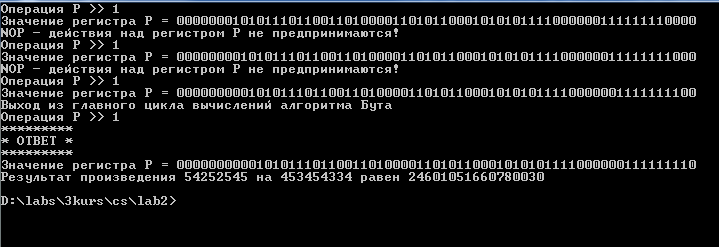 Операция P >> 1
Значение регистра P = 00000001010111011001101000011010110001010101111000000111111110000
NOP - действия над регистром P не предпринимаются!
Операция P >> 1
Значение регистра P = 00000000101011101100110100001101011000101010111100000011111111000
NOP - действия над регистром P не предпринимаются!
Операция P >> 1
Значение регистра P = 00000000010101110110011010000110101100010101011110000001111111100
Выход из главного цикла вычислений алгоритма Бута
Операция P >> 1
*********
* ОТВЕТ *
*********
Значение регистра P = 00000000001010111011001101000011010110001010101111000000111111110
Результат произведения 54252545 на 453454334 равен 24601051660780030
D:\labs\3kurs\cs\lab2>